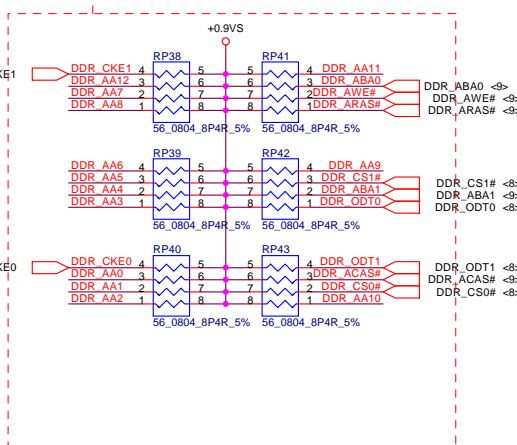 +0.9VS
RP38 RP41
KE1 DDR_CKE1 4 5 5 4 DDR_AA11
DDR_AA12 3 6 6 3 DDR_ABA0 DDR_ABA0 <9>
DDR_AA7 2 7 7 2 DDR_AWE# DDR_AWE# <9>
DDR_AA8 1 8 8 1 DDR_ARAS# DDR_ARAS# <9>
56_0804_8P4R_5% 56_0804_8P4R_5%
RP39 RP42
DDR_AA6 4 5 5 4 DDR_AA9
DDR_AA5 3 6 6 3 DDR_CS1# DDR_CS1# <8>
DDR_AA4 2 7 7 2 DDR_ABA1 DDR_ABA1 <9>
DDR_AA3 1 8 8 1 DDR_ODT0 DDR_ODT0 <8>
56_0804_8P4R_5% 56_0804_8P4R_5%
RP40 RP43
KE0 DDR_CKE0 4 5 5 4 DDR_ODT1 DDR_ODT1 <8>
DDR_AA0 3 6 6 3 DDR_ACAS# DDR_ACAS# <9>
DDR_AA1 2 7 7 2 DDR_CS0# DDR_CS0# <8>
DDR_AA2 1 8 8 1 DDR_AA10
56_0804_8P4R_5% 56_0804_8P4R_5%